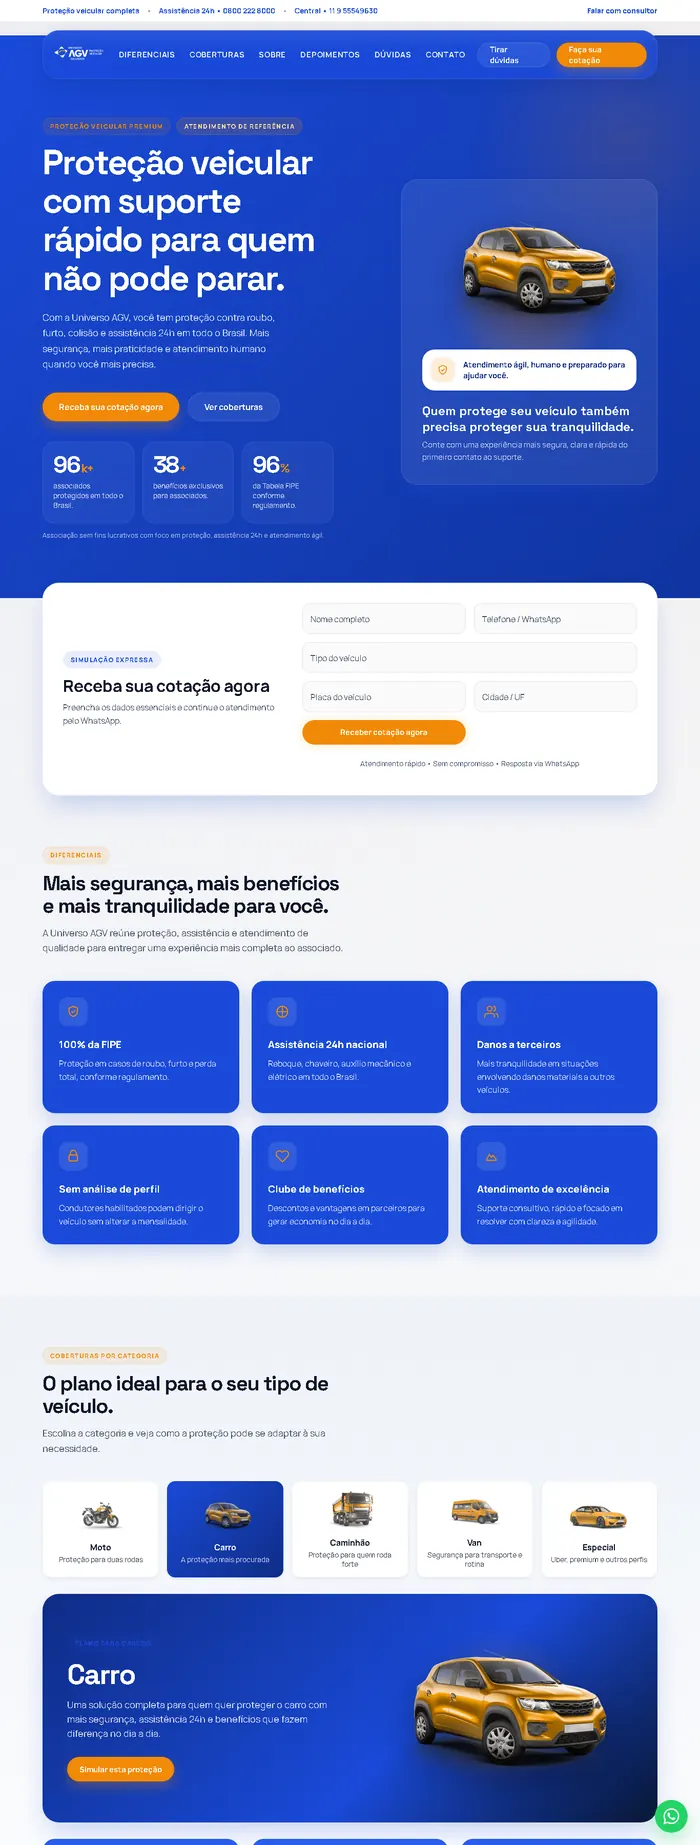 Proteção veicular completa • Assistência 24h • 0800 222 8000 • Central • 11 9 55549630
Falar com consultor
AGV
DIFERENCIAIS COBERTURAS SOBRE DEPOIMENTOS DÚVIDAS CONTATO
Tirar
dúvidas
Faça sua
cotação
PROTEÇÃO VEICULAR PREMIUM
ATENDIMENTO DE REFERÊNCIA
Proteção veicular
com suporte
rápido para quem
não pode parar.
Com a Universo AGV, você tem proteção contra roubo,
furto, colisão e assistência 24h em todo o Brasil. Mais
segurança, mais praticidade e atendimento humano
quando você mais precisa.
Receba sua cotação agora
Ver coberturas
96k+
associados
protegidos em todo o
Brasil.
38+
benefícios exclusivos
para associados.
96%
da Tabela FIPE
conforme
regulamento.
Associação sem fins lucrativos com foco em proteção, assistência 24h e atendimento ágil.
Atendimento ágil, humano e preparado para
ajudar você.
Quem protege seu veículo também
precisa proteger sua tranquilidade.
Conte com uma experiência mais segura, clara e rápida do
primeiro contato ao suporte.
SIMULAÇÃO EXPRESSA
Receba sua cotação agora
Preencha os dados essenciais e continue o atendimento
pelo WhatsApp.
Nome completo
Telefone / WhatsApp
Tipo do veículo
Placa do veículo
Cidade / UF
Receber cotação agora
Atendimento rápido • Sem compromisso • Resposta via WhatsApp
DIFERENCIAIS
Mais segurança, mais benefícios
e mais tranquilidade para você.
A Universo AGV reúne proteção, assistência e atendimento de
qualidade para entregar uma experiência mais completa ao associado.
100% da FIPE
Proteção em casos de roubo, furto e perda
total, conforme regulamento.
Assistência 24h nacional
Reboque, chaveiro, auxílio mecânico e
elétrico em todo o Brasil.
Danos a terceiros
Mais tranquilidade em situações
envolvendo danos materiais a outros
veículos.
Sem análise de perfil
Condutores habilitados podem dirigir o
veículo sem alterar a mensalidade.
Clube de benefícios
Descontos e vantagens em parceiros para
gerar economia no dia a dia.
Atendimento de excelência
Suporte consultivo, rápido e focado em
resolver com clareza e agilidade.
COBERTURAS POR CATEGORIA
O plano ideal para o seu tipo de
veículo.
Escolha a categoria e veja como a proteção pode se adaptar à sua
necessidade.
Moto
Proteção para duas rodas
Carro
A proteção mais procurada
Caminhão
Proteção para quem roda
forte
Van
Segurança para transporte e
rotina
Especial
Uber, premium e outros perfis
Carro
Uma solução completa para quem quer proteger o carro com
mais segurança, assistência 24h e benefícios que fazem
diferença no dia a dia.
Simular esta proteção